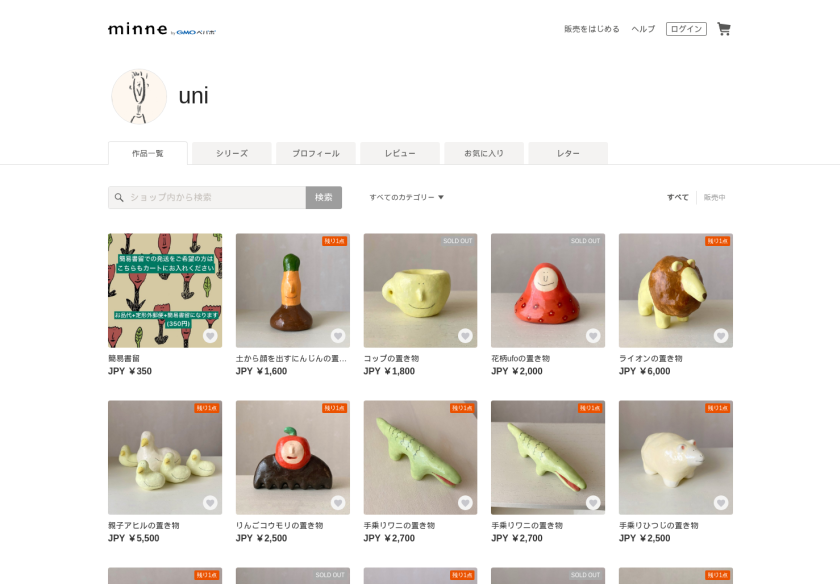 minne by GMOペパボ
販売をはじめる ヘルプ ログイン
uni
作品一覧 シリーズ プロフィール レビュー お気に入り レター
ショップ内から検索 検索 すべてのカテゴリー ▼ すべて 販売中
簡易書留での発送をご希望の方は
こちらもカートにお入れください
お品代+定形外郵便+簡易書留になります
(350円)
残り1点
SOLD OUT
SOLD OUT
残り1点
簡易書留
JPY ￥350
土から顔を出すにんじんの置…
JPY ￥1,600
コップの置き物
JPY ￥1,800
花柄ufoの置き物
JPY ￥2,000
ライオンの置き物
JPY ￥6,000
残り1点
残り1点
残り1点
残り1点
残り1点
親子アヒルの置き物
JPY ￥5,500
りんごコウモリの置き物
JPY ￥2,500
手乗りワニの置き物
JPY ￥2,700
手乗りワニの置き物
JPY ￥2,700
手乗りひつじの置き物
JPY ￥2,500
残り1点
SOLD OUT
残り1点
SOLD OUT
残り1点